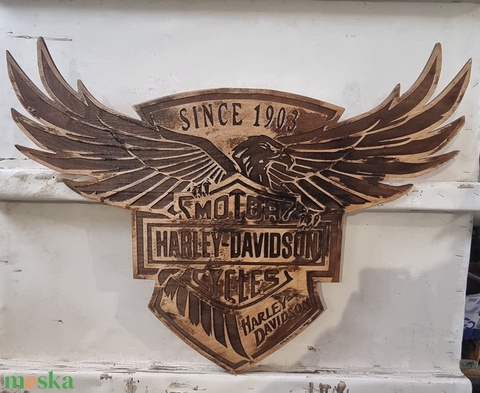 SINCE 1903
MOTOR
HARLEY-DAVIDSON
CYCLES
HARLEY-
DAVIDSON
meska